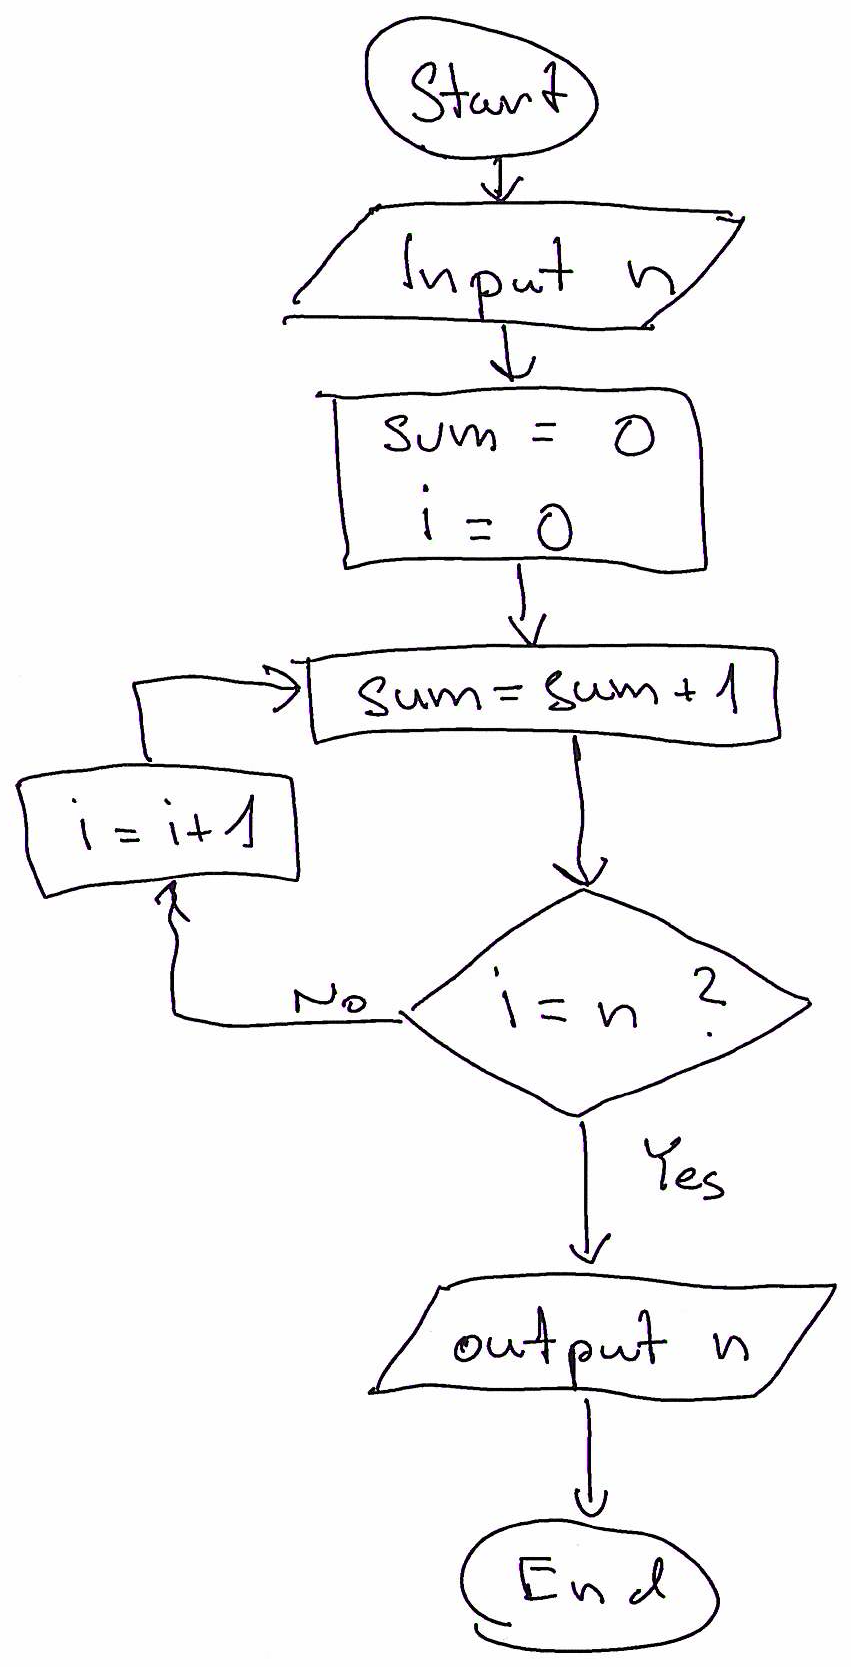 Start
Input n
sum = 0
i = 0
sum = sum + 1
i = i + 1
i = n ?
No
Yes
output n
End